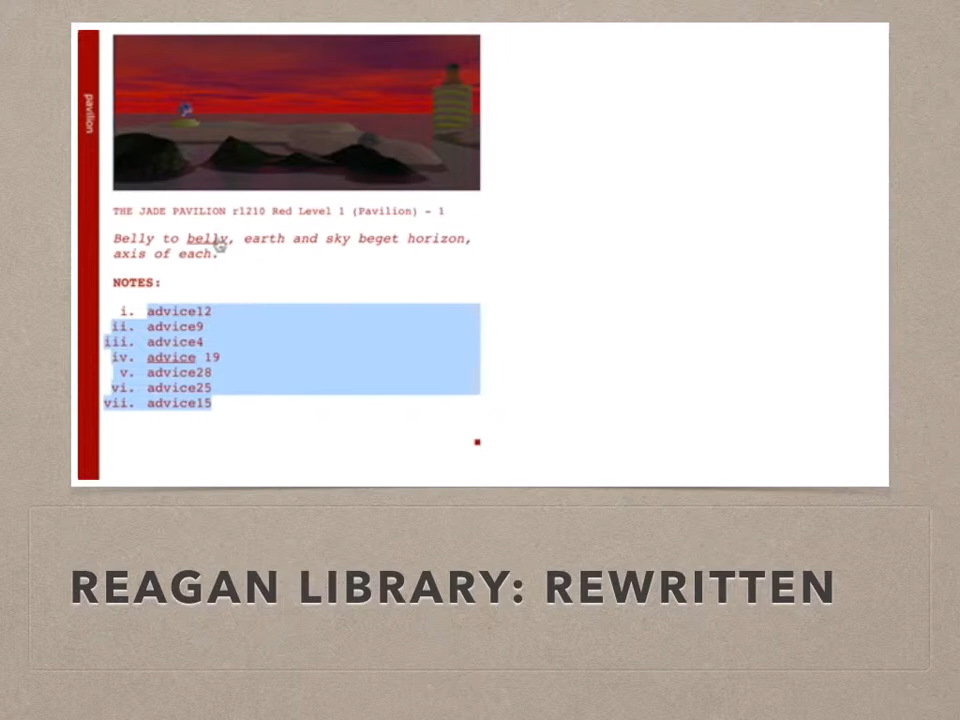 pavilion
THE JADE PAVILION r1210 Red Level 1 (Pavilion) - 1
Belly to belly, earth and sky beget horizon,
axis of each.
NOTES:
i. advice12
ii. advice9
iii. advice4
iv. advice 19
v. advice28
vi. advice25
vii. advice15
REAGAN LIBRARY: REWRITTEN